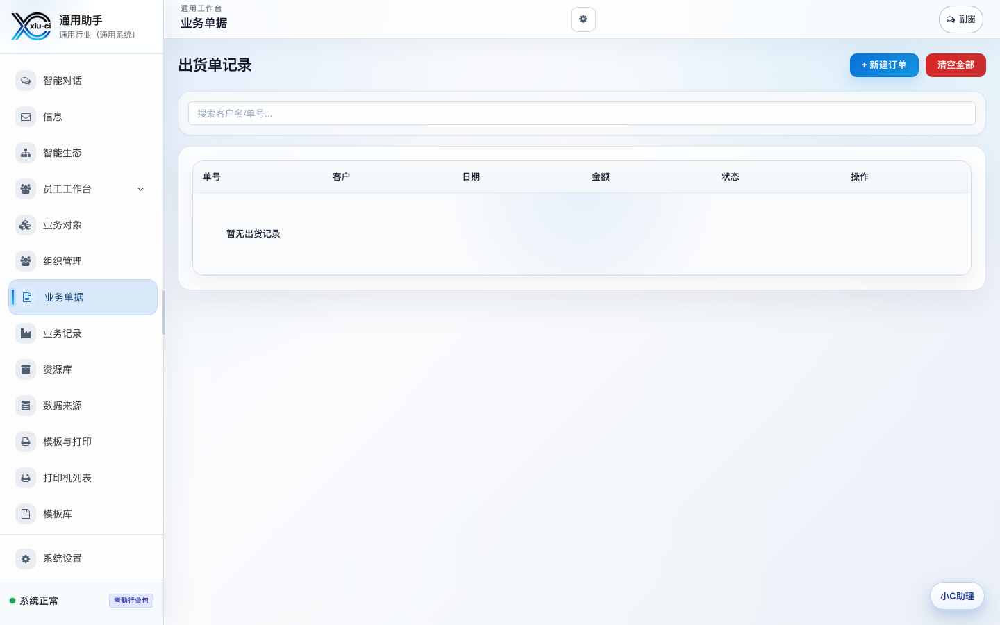 xiu-ci
通用助手
通用行业（通用系统）
智能对话
信息
智能生态
员工工作台
业务对象
组织管理
业务单据
业务记录
资源库
数据来源
模板与打印
打印机列表
模板库
系统设置
系统正常
考勤行业包
通用工作台
业务单据
副窗
出货单记录
+ 新建订单
清空全部
搜索客户名/单号...
单号 客户 日期 金额 状态 操作
暂无出货记录
小C助理